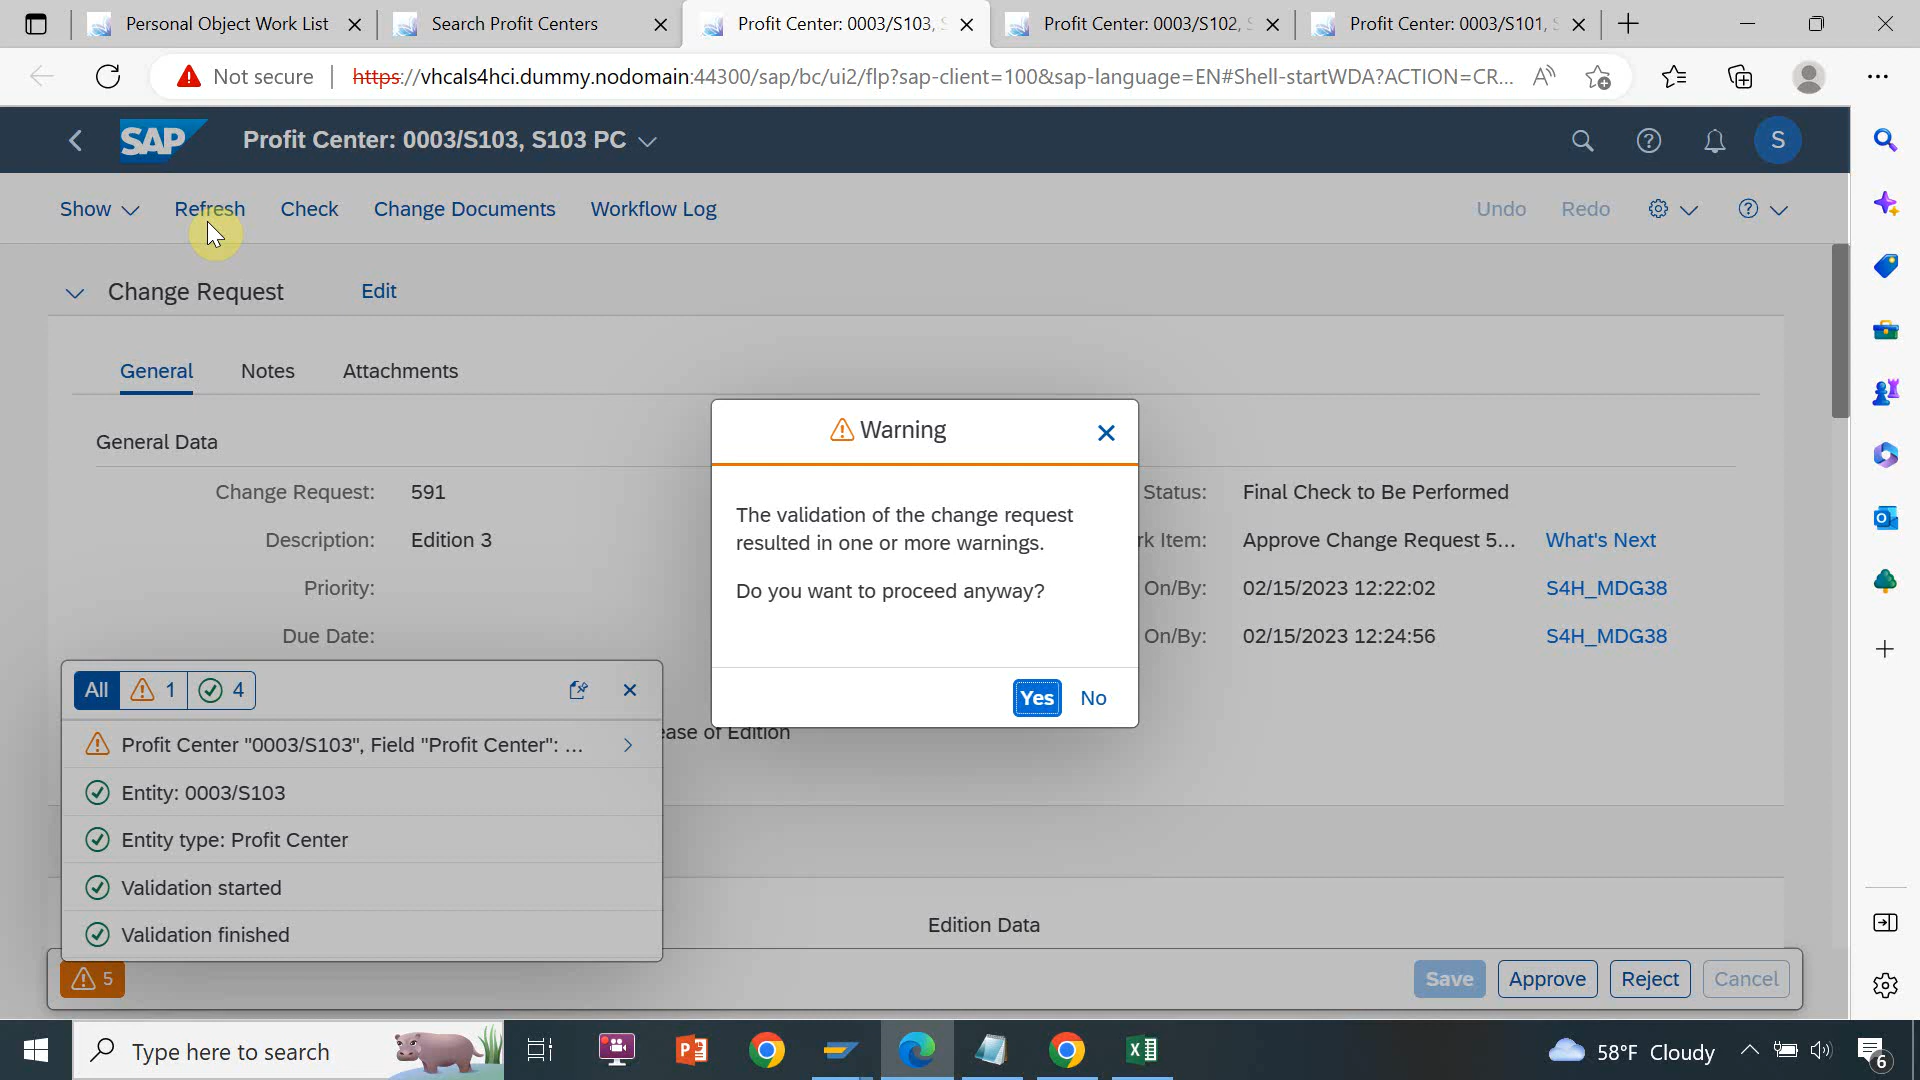 Personal Object Work List
Search Profit Centers
Profit Center: 0003/S103,
Profit Center: 0003/S102,
Profit Center: 0003/S101,
Not secure
https://vhcals4hci.dummy.nodomain:44300/sap/bc/ui2/flp?sap-client=100&sap-language=EN#Shell-startWDA?ACTION=CR...
SAP
Profit Center: 0003/S103, S103 PC
S
Show
Refresh
Check
Change Documents
Workflow Log
Undo
Redo
Change Request
Edit
General
Notes
Attachments
General Data
Change Request: 591
Description: Edition 3
Priority:
Due Date:
Status: Final Check to Be Performed
rk Item: Approve Change Request 5... What's Next
On/By: 02/15/2023 12:22:02 S4H_MDG38
On/By: 02/15/2023 12:24:56 S4H_MDG38
ease of Edition
Warning
The validation of the change request
resulted in one or more warnings.
Do you want to proceed anyway?
Yes
No
All
1
4
Profit Center "0003/S103", Field "Profit Center": ...
Entity: 0003/S103
Entity type: Profit Center
Validation started
Validation finished
Edition Data
5
Save
Approve
Reject
Cancel
Type here to search
58°F Cloudy
6